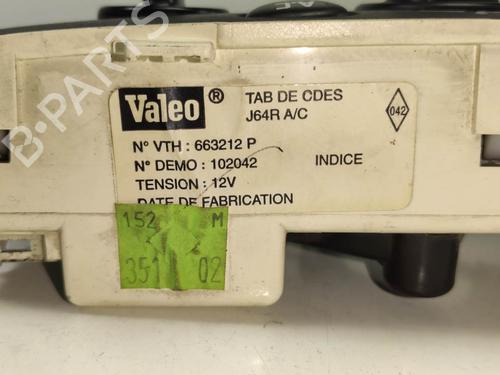 AC
Valeo ® TAB DE CDES
J64R A/C
042
N° VTH : 663212 P
N° DEMO : 102042 INDICE
TENSION : 12V
DATE DE FABRICATION
152 M
351 02